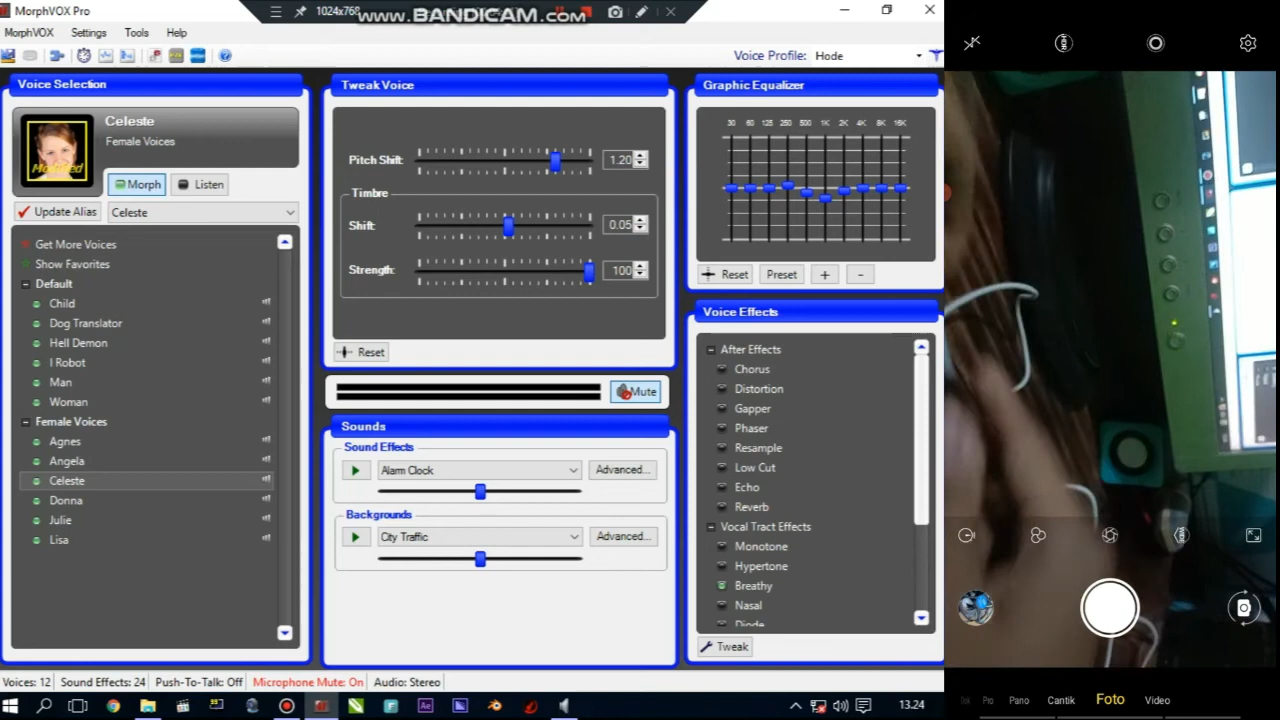 MorphVOX Pro
1024x768
www.BANDICAM.com
MorphVOX Settings Tools Help
Voice Profile: Hode
Voice Selection
Celeste
Female Voices
Morph Listen
Update Alias Celeste
Get More Voices
Show Favorites
Default
Child
Dog Translator
Hell Demon
I Robot
Man
Woman
Female Voices
Agnes
Angela
Celeste
Donna
Julie
Lisa
Tweak Voice
Pitch Shift: 1.20
Timbre
Shift: 0.05
Strength: 100
Reset
Mute
Sounds
Sound Effects
Alarm Clock Advanced...
Backgrounds
City Traffic Advanced...
Graphic Equalizer
30 60 125 250 500 1K 2K 4K 8K 16K
Reset Preset + -
Voice Effects
After Effects
Chorus
Distortion
Gapper
Phaser
Resample
Low Cut
Echo
Reverb
Vocal Tract Effects
Monotone
Hypertone
Breathy
Nasal
Diode
Tweak
Voices: 12 Sound Effects: 24 Push-To-Talk: Off Microphone Mute: On Audio: Stereo
Ae
13.24
Pro Pano Cantik Foto Video